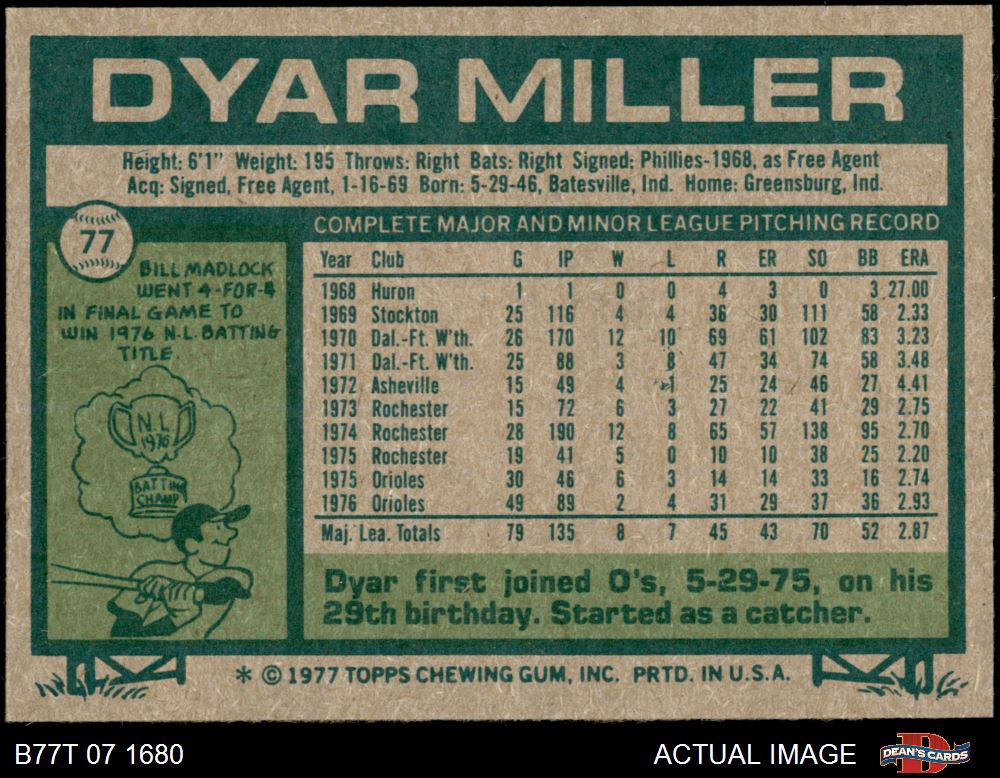 DYAR MILLER
Height: 6'1" Weight: 195 Throws: Right Bats: Right Signed: Phillies-1968, as Free Agent
Acq: Signed, Free Agent, 1-16-69 Born: 5-29-46, Batesville, Ind. Home: Greensburg, Ind.
77
BILL MADLOCK
WENT 4-FOR-4
IN FINAL GAME TO
WIN 1976 N.L. BATTING
TITLE.
N.L.
1976
BATTING
CHAMP
COMPLETE MAJOR AND MINOR LEAGUE PITCHING RECORD
Year Club G IP W L R ER SO BB ERA
1968 Huron 1 1 0 0 4 3 0 3 27.00
1969 Stockton 25 116 4 4 36 30 111 58 2.33
1970 Dal.-Ft. W'th. 26 170 12 10 69 61 102 83 3.23
1971 Dal.-Ft. W'th. 25 88 3 8 47 34 74 58 3.48
1972 Asheville 15 49 4 1 25 24 46 27 4.41
1973 Rochester 15 72 6 3 27 22 41 29 2.75
1974 Rochester 28 190 12 8 65 57 138 95 2.70
1975 Rochester 19 41 5 0 10 10 38 25 2.20
1975 Orioles 30 46 6 3 14 14 33 16 2.74
1976 Orioles 49 89 2 4 31 29 37 36 2.93
Maj. Lea. Totals 79 135 8 7 45 43 70 52 2.87
Dyar first joined O's, 5-29-75, on his
29th birthday. Started as a catcher.
* © 1977 TOPPS CHEWING GUM, INC. PRTD. IN U.S.A.
B77T 07 1680
ACTUAL IMAGE
D
DEAN'S CARDS